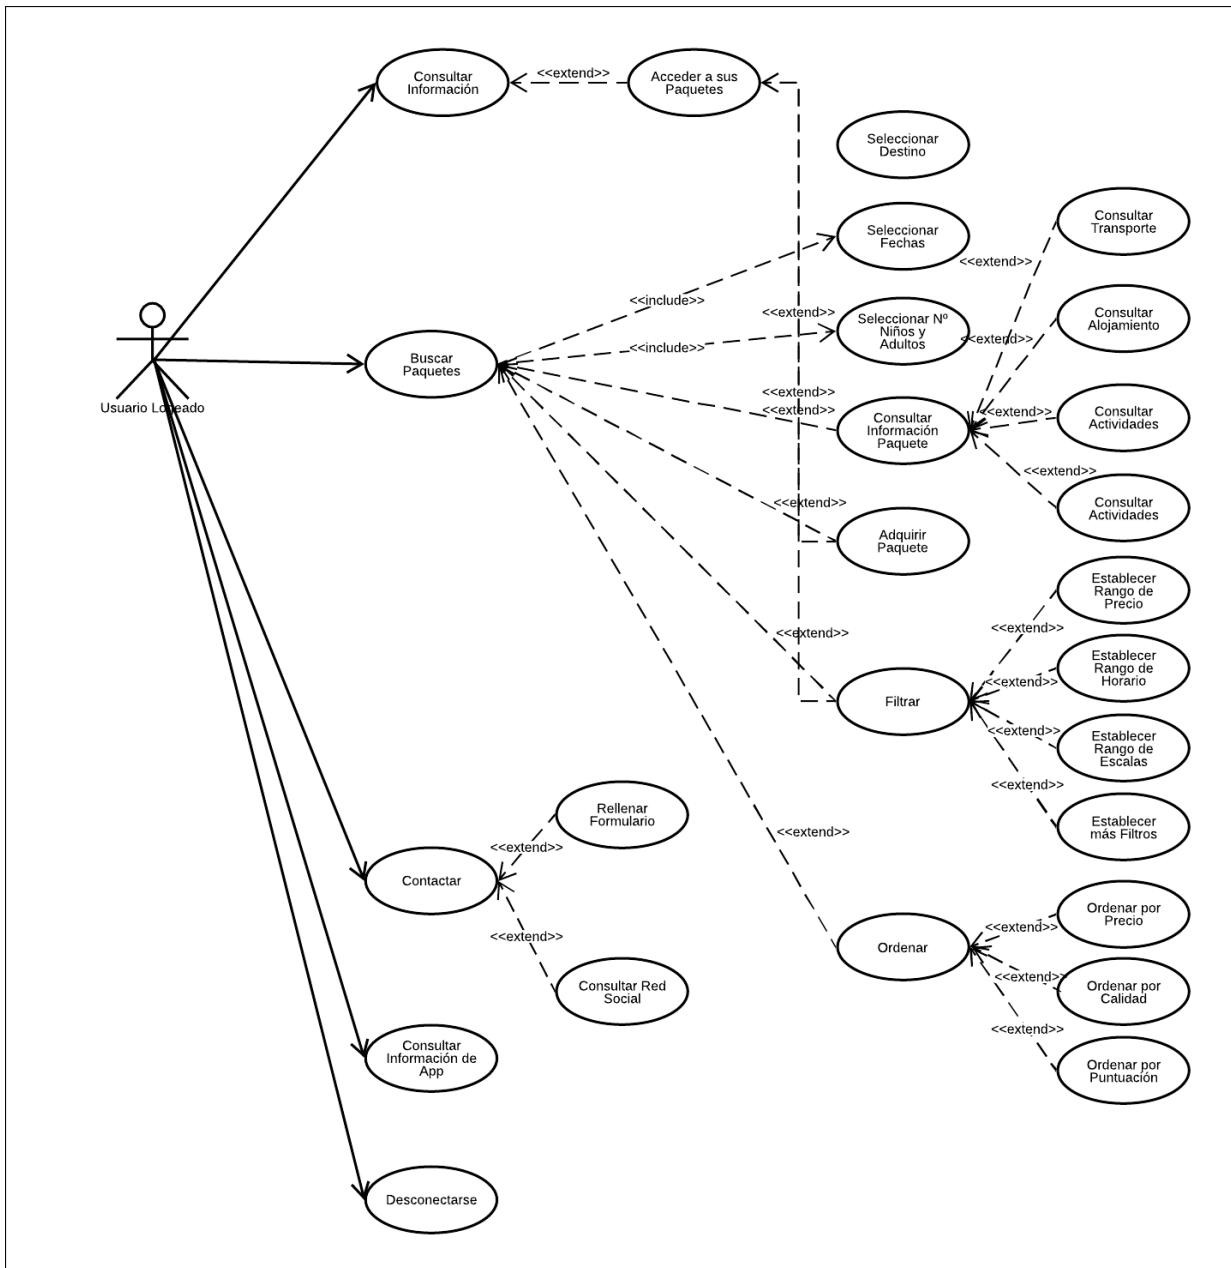 Consultar
Información
<<extend>>
Acceder a sus
Paquetes
Seleccionar
Destino
Seleccionar
Fechas
Consultar
Transporte
<<extend>>
<<include>>
<<extend>>
Seleccionar Nº
Niños y
Adultos
<<extend>>
Consultar
Alojamiento
<<include>>
Buscar
Paquetes
Usuario Logeado
<<extend>>
<<extend>>
Consultar
Información
Paquete
<<extend>>
Consultar
Actividades
<<extend>>
Consultar
Actividades
<<extend>>
Adquirir
Paquete
Establecer
Rango de
Precio
<<extend>>
<<extend>>
Establecer
Rango de
Horario
<<extend>>
Filtrar
<<extend>>
Establecer
Rango de
Escalas
<<extend>>
Establecer
más Filtros
Rellenar
Formulario
<<extend>>
<<extend>>
Contactar
<<extend>>
Ordenar
Ordenar por
Precio
<<extend>>
<<extend>>
Ordenar por
Calidad
<<extend>>
Ordenar por
Puntuación
Consultar Red
Social
Consultar
Información de
App
Desconectarse